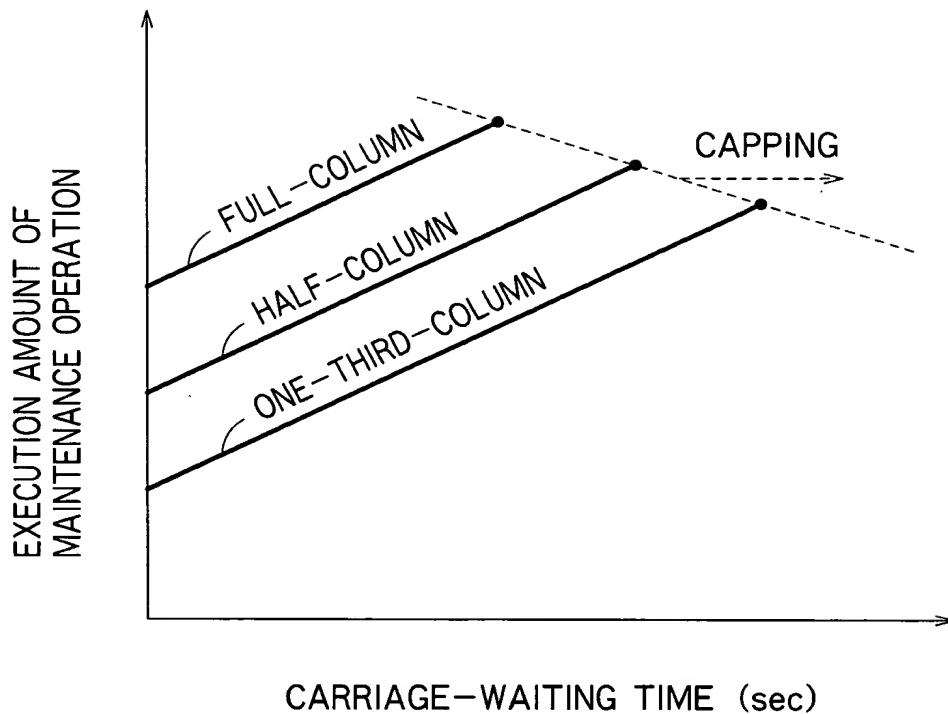 EXECUTION AMOUNT OF
MAINTENANCE OPERATION
FULL-COLUMN
HALF-COLUMN
ONE-THIRD-COLUMN
CAPPING
CARRIAGE-WAITING TIME (sec)